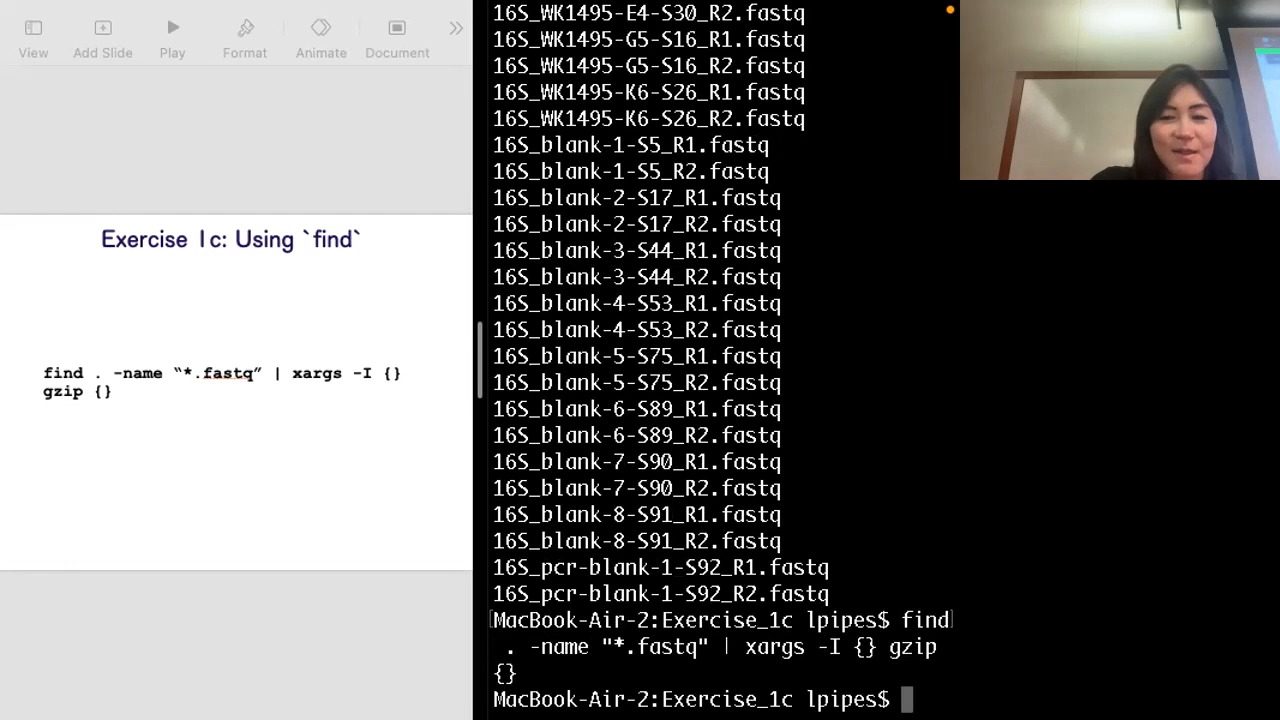 View
Add Slide
Play
Format
Animate
Document
Exercise 1c: Using `find`
find . -name “*.fastq” | xargs -I {}
gzip {}
16S_WK1495-E4-S30_R2.fastq
16S_WK1495-G5-S16_R1.fastq
16S_WK1495-G5-S16_R2.fastq
16S_WK1495-K6-S26_R1.fastq
16S_WK1495-K6-S26_R2.fastq
16S_blank-1-S5_R1.fastq
16S_blank-1-S5_R2.fastq
16S_blank-2-S17_R1.fastq
16S_blank-2-S17_R2.fastq
16S_blank-3-S44_R1.fastq
16S_blank-3-S44_R2.fastq
16S_blank-4-S53_R1.fastq
16S_blank-4-S53_R2.fastq
16S_blank-5-S75_R1.fastq
16S_blank-5-S75_R2.fastq
16S_blank-6-S89_R1.fastq
16S_blank-6-S89_R2.fastq
16S_blank-7-S90_R1.fastq
16S_blank-7-S90_R2.fastq
16S_blank-8-S91_R1.fastq
16S_blank-8-S91_R2.fastq
16S_pcr-blank-1-S92_R1.fastq
16S_pcr-blank-1-S92_R2.fastq
[MacBook-Air-2:Exercise_1c lpipes$ find]
 . -name "*.fastq" | xargs -I {} gzip
{}
MacBook-Air-2:Exercise_1c lpipes$